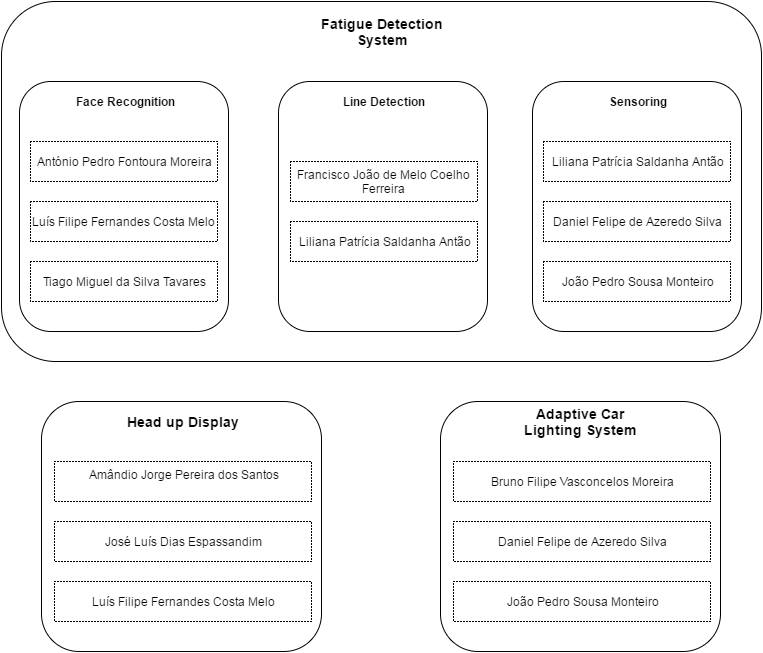 Fatigue Detection
System
Face Recognition
António Pedro Fontoura Moreira
Luís Filipe Fernandes Costa Melo
Tiago Miguel da Silva Tavares
Line Detection
Francisco João de Melo Coelho
Ferreira
Liliana Patrícia Saldanha Antão
Sensoring
Liliana Patrícia Saldanha Antão
Daniel Felipe de Azeredo Silva
João Pedro Sousa Monteiro
Head up Display
Amândio Jorge Pereira dos Santos
José Luís Dias Espassandim
Luís Filipe Fernandes Costa Melo
Adaptive Car
Lighting System
Bruno Filipe Vasconcelos Moreira
Daniel Felipe de Azeredo Silva
João Pedro Sousa Monteiro